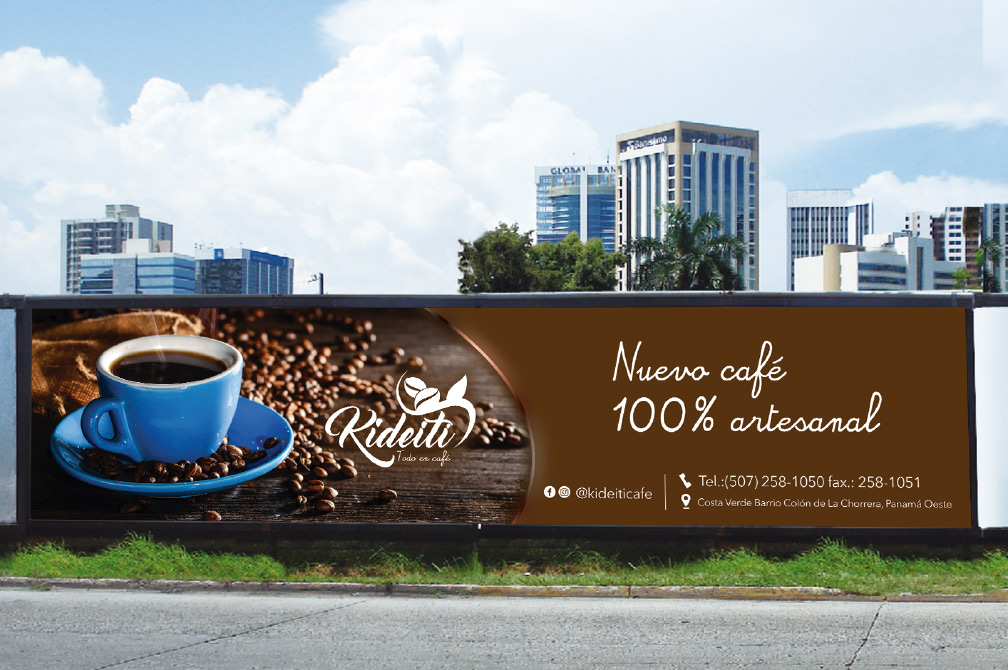 GLOBAL BAN
Banistmo
Kideiti
Todo en café
Nuevo café
100% artesanal
@kideiticafe
Tel.:(507) 258-1050 fax.: 258-1051
Costa Verde Barrio Colón de La Chorrera, Panamá Oeste